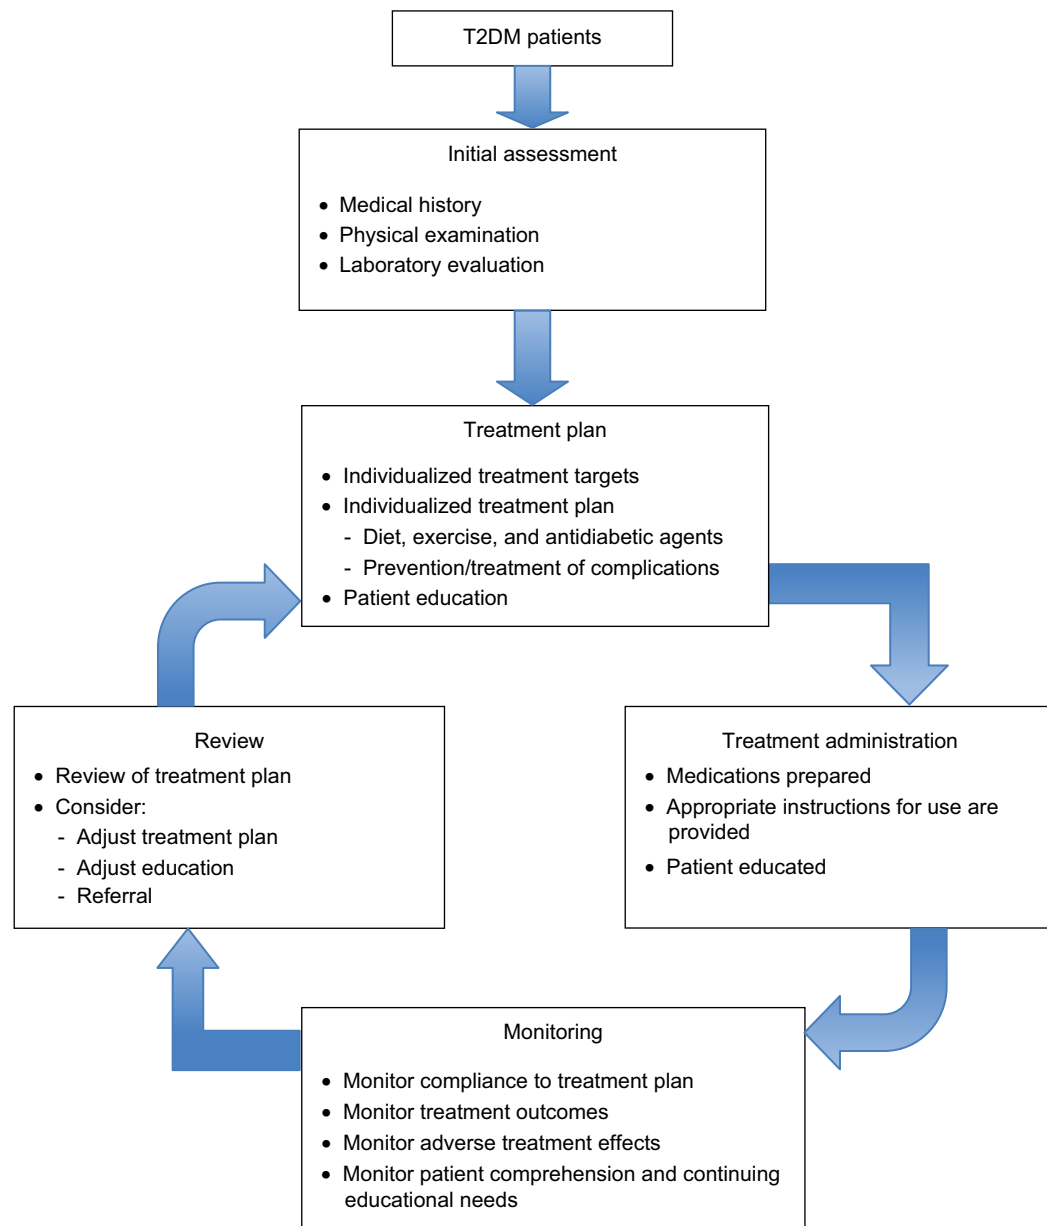 T2DM patients
Initial assessment
• Medical history
• Physical examination
• Laboratory evaluation
Treatment plan
• Individualized treatment targets
• Individualized treatment plan
- Diet, exercise, and antidiabetic agents
- Prevention/treatment of complications
• Patient education
Review
• Review of treatment plan
• Consider:
- Adjust treatment plan
- Adjust education
- Referral
Treatment administration
• Medications prepared
• Appropriate instructions for use are
provided
• Patient educated
Monitoring
• Monitor compliance to treatment plan
• Monitor treatment outcomes
• Monitor adverse treatment effects
• Monitor patient comprehension and continuing
educational needs